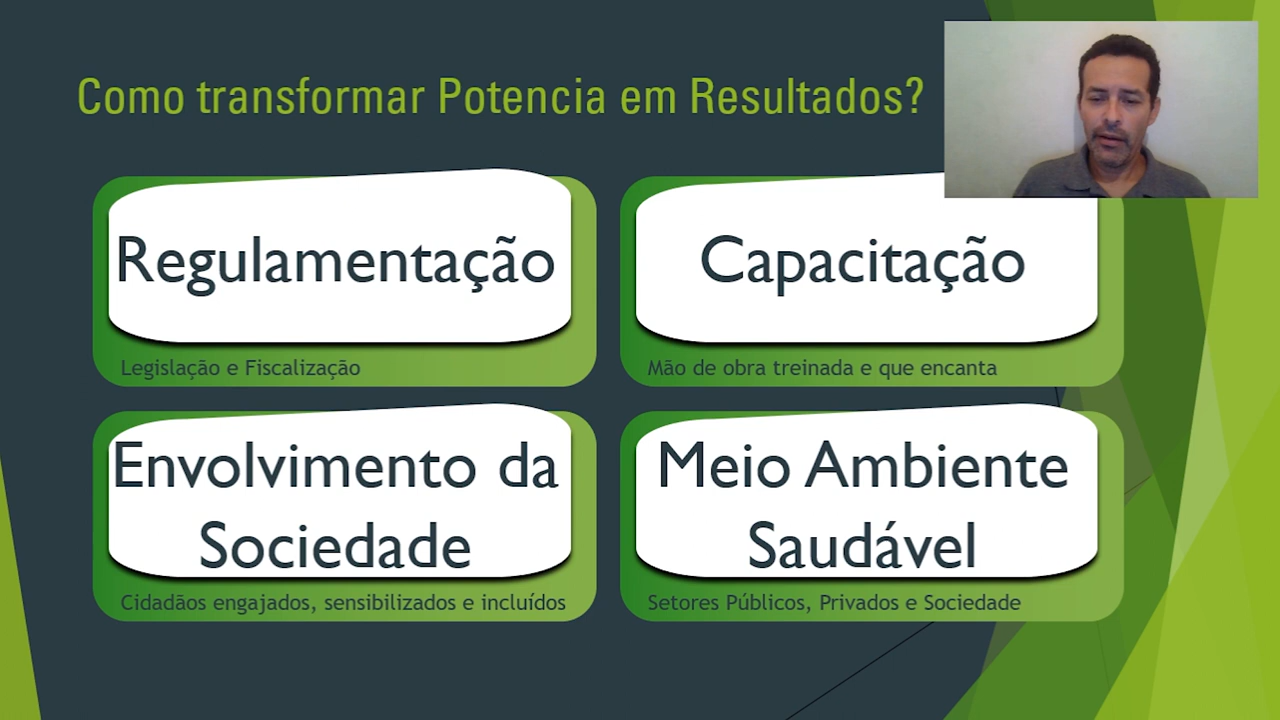 Como transformar Potencia em Resultados?
Regulamentação
Legislação e Fiscalização
Capacitação
Mão de obra treinada e que encanta
Envolvimento da
Sociedade
Cidadãos engajados, sensibilizados e incluídos
Meio Ambiente
Saudável
Setores Públicos, Privados e Sociedade